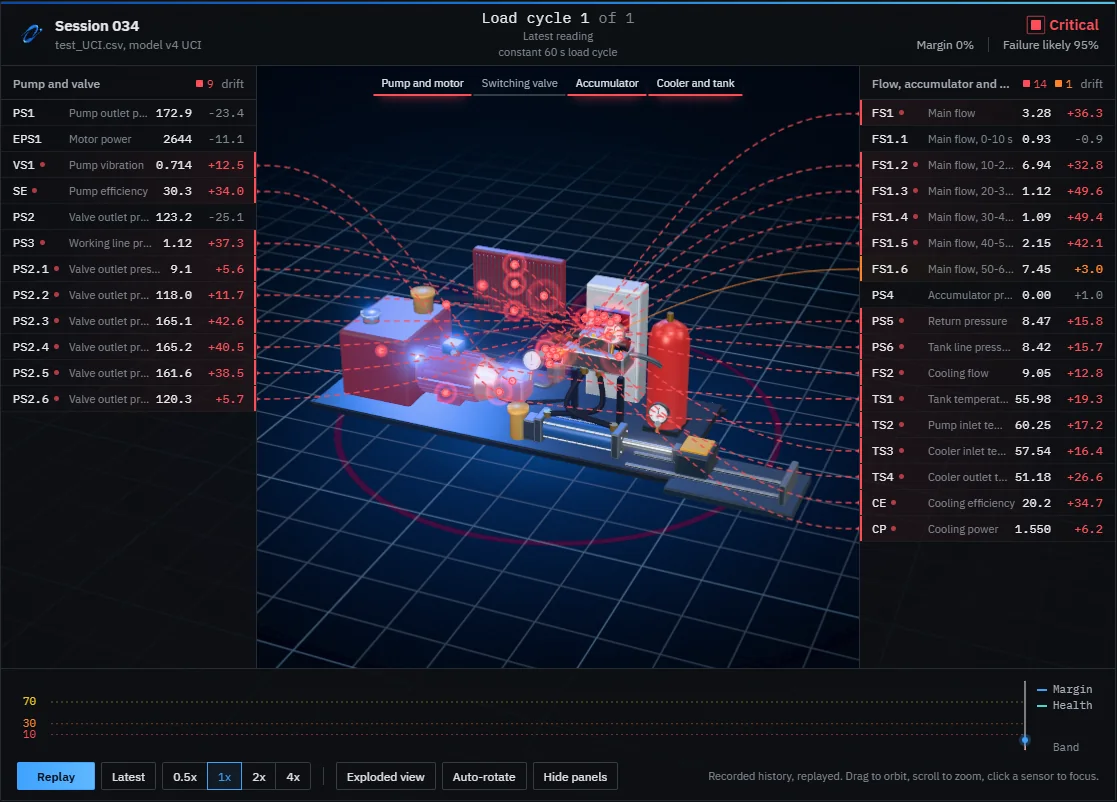 Session 034
test_UCI.csv, model v4 UCI
Load cycle 1 of 1
Latest reading
constant 60 s load cycle
Critical
Margin 0% Failure likely 95%
Pump and valve 9 drift
PS1 Pump outlet p... 172.9 -23.4
EPS1 Motor power 2644 -11.1
VS1 Pump vibration 0.714 +12.5
SE Pump efficiency 30.3 +34.0
PS2 Valve outlet pr... 123.2 -25.1
PS3 Working line pr... 1.12 +37.3
PS2.1 Valve outlet pres... 9.1 +5.6
PS2.2 Valve outlet pr... 118.0 +11.7
PS2.3 Valve outlet pr... 165.1 +42.6
PS2.4 Valve outlet pr... 165.2 +40.5
PS2.5 Valve outlet pr... 161.6 +38.5
PS2.6 Valve outlet pr... 120.3 +5.7
Pump and motor Switching valve Accumulator Cooler and tank
Flow, accumulator and ... 14 1 drift
FS1 Main flow 3.28 +36.3
FS1.1 Main flow, 0-10 s 0.93 -0.9
FS1.2 Main flow, 10-2... 6.94 +32.8
FS1.3 Main flow, 20-3... 1.12 +49.6
FS1.4 Main flow, 30-4... 1.09 +49.4
FS1.5 Main flow, 40-5... 2.15 +42.1
FS1.6 Main flow, 50-6... 7.45 +3.0
PS4 Accumulator pr... 0.00 +1.0
PS5 Return pressure 8.47 +15.8
PS6 Tank line press... 8.42 +15.7
FS2 Cooling flow 9.05 +12.8
TS1 Tank temperat... 55.98 +19.3
TS2 Pump inlet te... 60.25 +17.2
TS3 Cooler inlet te... 57.54 +16.4
TS4 Cooler outlet t... 51.18 +26.6
CE Cooling efficiency 20.2 +34.7
CP Cooling power 1.550 +6.2
70
30
10
Margin
Health
Band
Replay Latest 0.5x 1x 2x 4x Exploded view Auto-rotate Hide panels
Recorded history, replayed. Drag to orbit, scroll to zoom, click a sensor to focus.